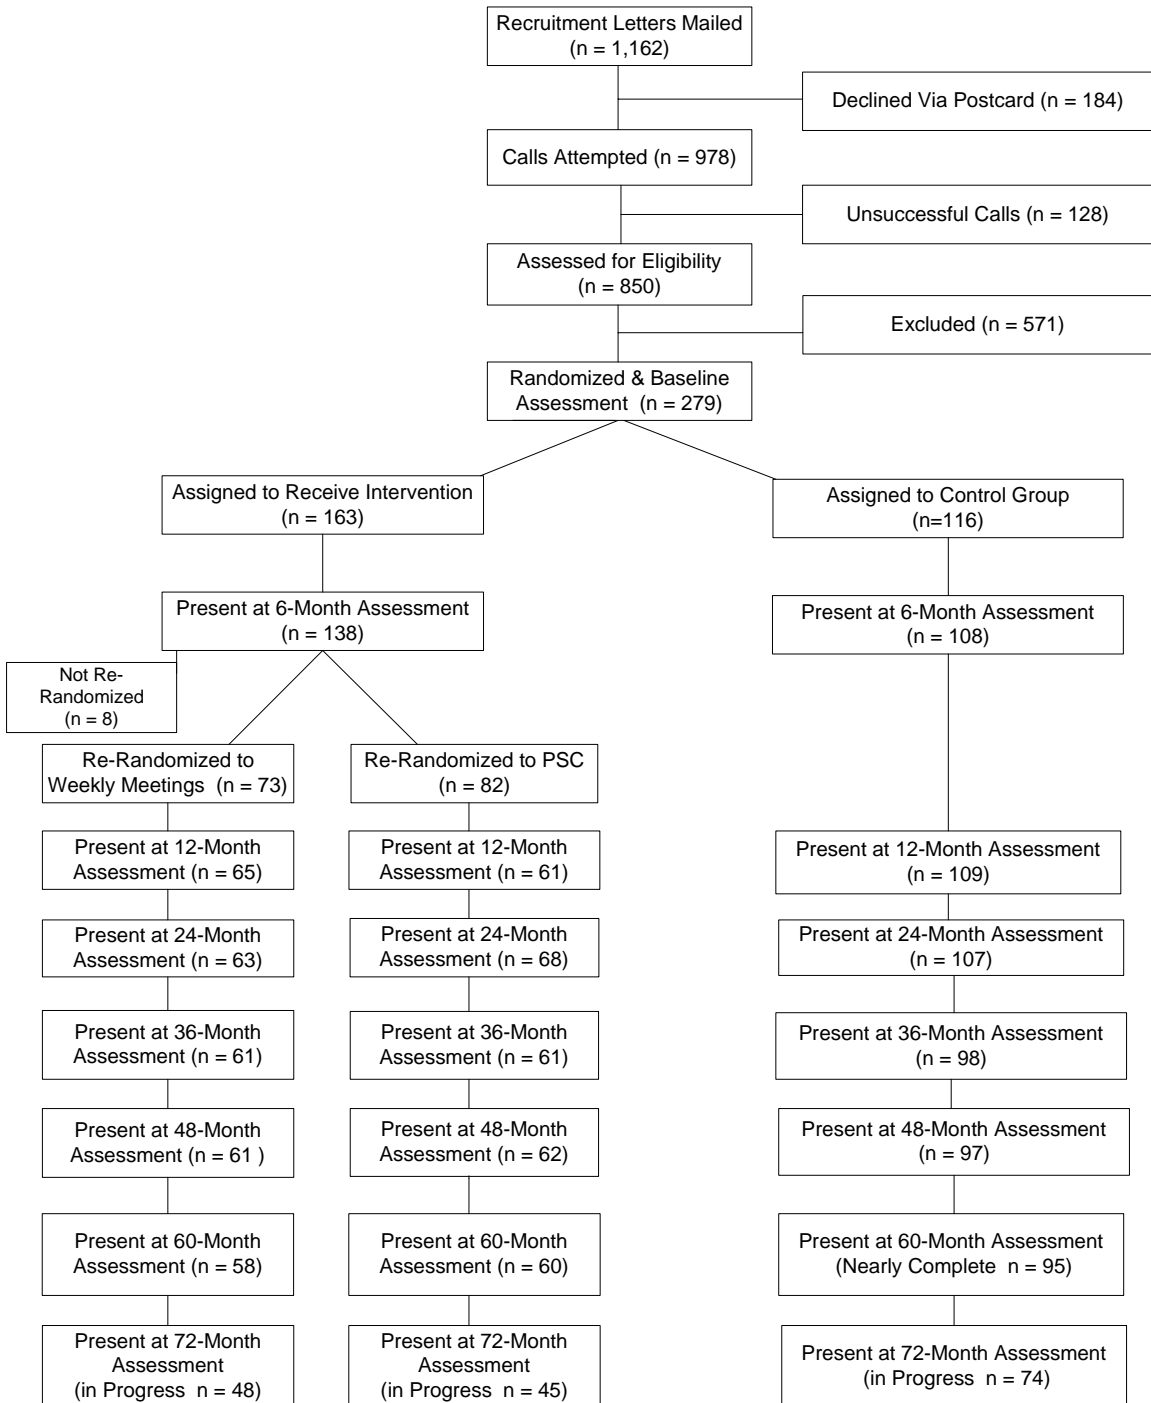 Recruitment Letters Mailed
(n = 1,162)
Declined Via Postcard (n = 184)
Calls Attempted (n = 978)
Unsuccessful Calls (n = 128)
Assessed for Eligibility
(n = 850)
Excluded (n = 571)
Randomized & Baseline
Assessment (n = 279)
Assigned to Receive Intervention
(n = 163)
Assigned to Control Group
(n=116)
Present at 6-Month Assessment
(n = 138)
Present at 6-Month Assessment
(n = 108)
Not Re-
Randomized
(n = 8)
Re-Randomized to
Weekly Meetings (n = 73)
Re-Randomized to PSC
(n = 82)
Present at 12-Month
Assessment (n = 65)
Present at 12-Month
Assessment (n = 61)
Present at 12-Month Assessment
(n = 109)
Present at 24-Month
Assessment (n = 63)
Present at 24-Month
Assessment (n = 68)
Present at 24-Month Assessment
(n = 107)
Present at 36-Month
Assessment (n = 61)
Present at 36-Month
Assessment (n = 61)
Present at 36-Month Assessment
(n = 98)
Present at 48-Month
Assessment (n = 61 )
Present at 48-Month
Assessment (n = 62)
Present at 48-Month Assessment
(n = 97)
Present at 60-Month
Assessment (n = 58)
Present at 60-Month
Assessment (n = 60)
Present at 60-Month Assessment
(Nearly Complete n = 95)
Present at 72-Month
Assessment
(in Progress n = 48)
Present at 72-Month
Assessment
(in Progress n = 45)
Present at 72-Month Assessment
(in Progress n = 74)